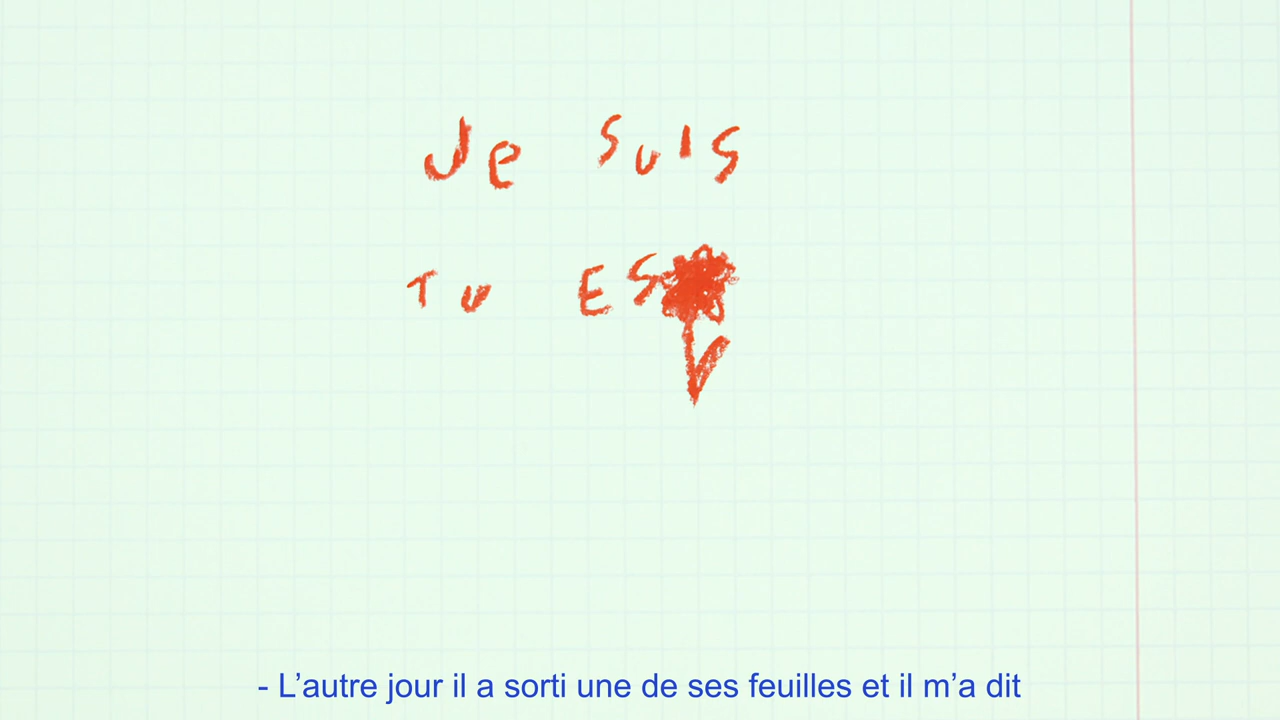 Je suis
Tu ES
- L'autre jour il a sorti une de ses feuilles et il m'a dit